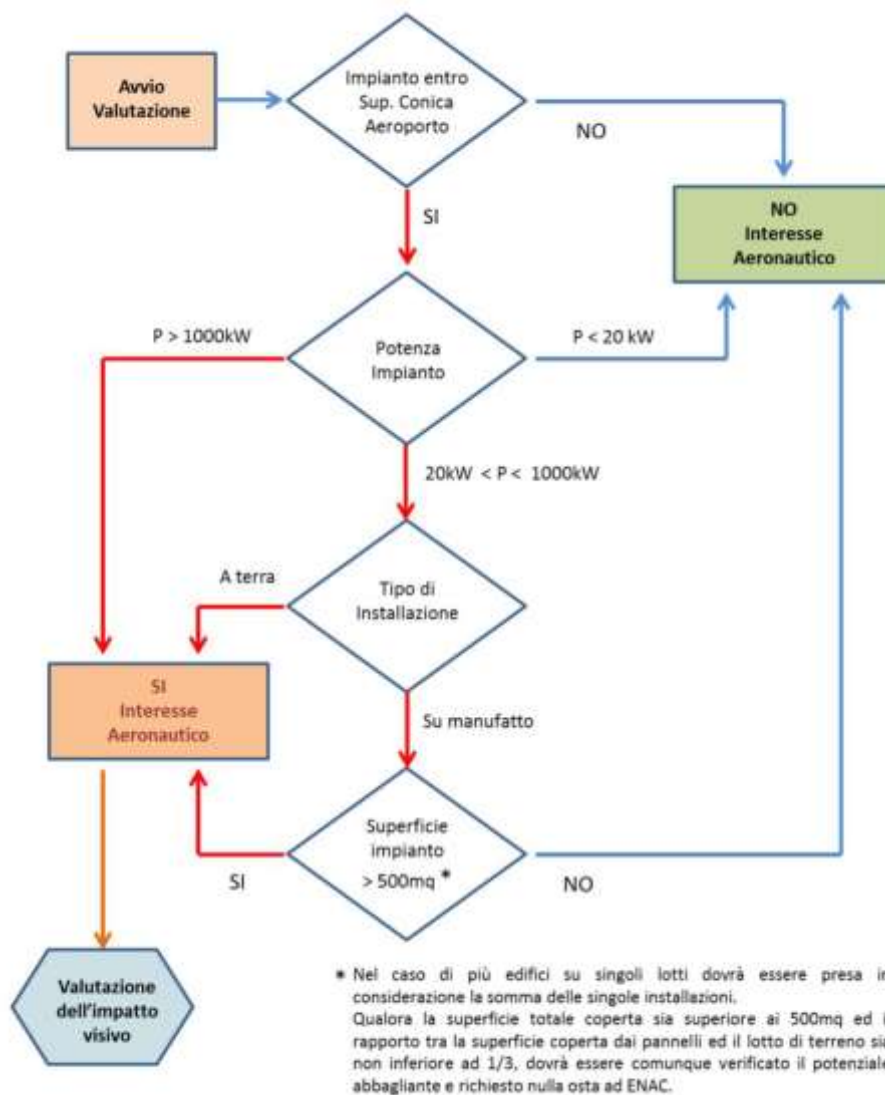 Avvio
Valutazione
Impianto entro
Sup. Conica
Aeroporto
NO
SI
NO
Interesse
Aeronautico
P > 1000kW
Potenza
Impianto
P < 20 kW
20kW < P < 1000kW
A terra
Tipo di
Installazione
SI
Interesse
Aeronautico
Su manufatto
Superficie
impianto
> 500mq *
SI
NO
Valutazione
dell'impatto
visivo
* Nel caso di più edifici su singoli lotti dovrà essere presa in
considerazione la somma delle singole installazioni.
Qualora la superficie totale coperta sia superiore ai 500mq ed i
rapporto tra la superficie coperta dai pannelli ed il lotto di terreno sia
non inferiore ad 1/3, dovrà essere comunque verificato il potenziale
abbagliante e richiesto nulla osta ad ENAC.